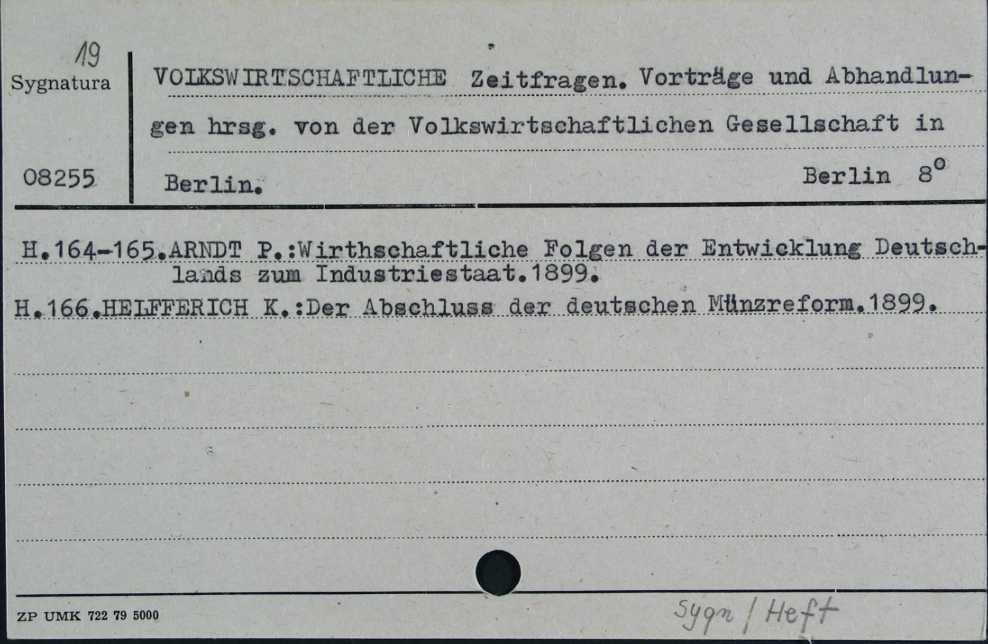 19
Sygnatura
VOLKSWIRTSCHAFTLICHE Zeitfragen. Vorträge und Abhandlun-
gen hrsg. von der Volkswirtschaftlichen Gesellschaft in
08255
Berlin. Berlin 8°
H.164-165.ARNDT P.:Wirthschaftliche Folgen der Entwicklung Deutsch-
lands zum Industriestaat.1899.
H.166.HELFFERICH K.:Der Abschluss der deutschen Münzreform.1899.
ZP UMK 722 79 5000
Sygn / Heft